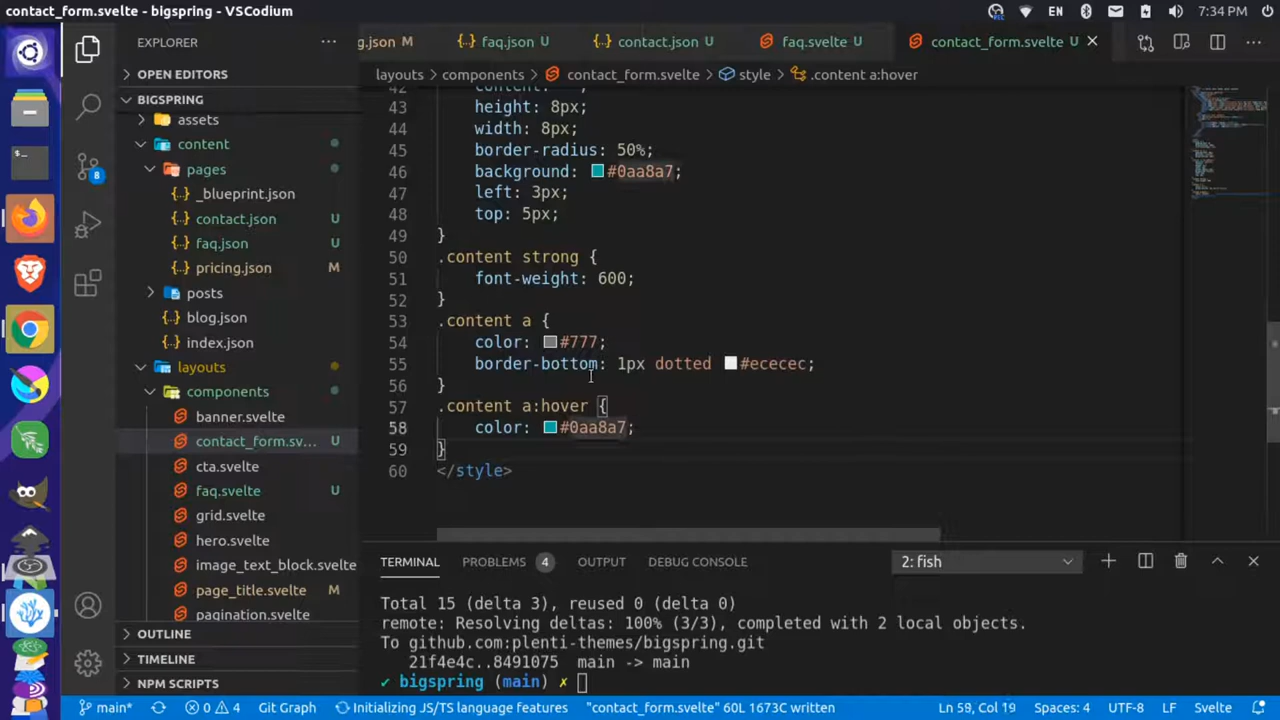 contact_form.svelte - bigspring - VSCodium
EN
7:34 PM
EXPLORER
g.json M
faq.json U
contact.json U
faq.svelte U
contact_form.svelte U
OPEN EDITORS
layouts
components
contact_form.svelte
style
.content a:hover
BIGSPRING
assets
content
pages
_blueprint.json
contact.json U
faq.json U
pricing.json M
posts
blog.json
index.json
layouts
components
banner.svelte
contact_form.sv... U
cta.svelte
faq.svelte U
grid.svelte
hero.svelte
image_text_block.svelte
page_title.svelte M
pagination.svelte
OUTLINE
TIMELINE
NPM SCRIPTS
8
43 height: 8px;
44 width: 8px;
45 border-radius: 50%;
46 background: #0aa8a7;
47 left: 3px;
48 top: 5px;
49 }
50 .content strong {
51 font-weight: 600;
52 }
53 .content a {
54 color: #777;
55 border-bottom: 1px dotted #ececec;
56 }
57 .content a:hover {
58 color: #0aa8a7;
59 }
60 </style>
TERMINAL
PROBLEMS 4
OUTPUT
DEBUG CONSOLE
2: fish
Total 15 (delta 3), reused 0 (delta 0)
remote: Resolving deltas: 100% (3/3), completed with 2 local objects.
To github.com:plenti-themes/bigspring.git
21f4e4c..8491075 main -> main
✔ bigspring (main) ✗
main*
0
4
Git Graph
Initializing JS/TS language features
"contact_form.svelte" 60L 1673C written
Ln 59, Col 19
Spaces: 4
UTF-8
LF
Svelte